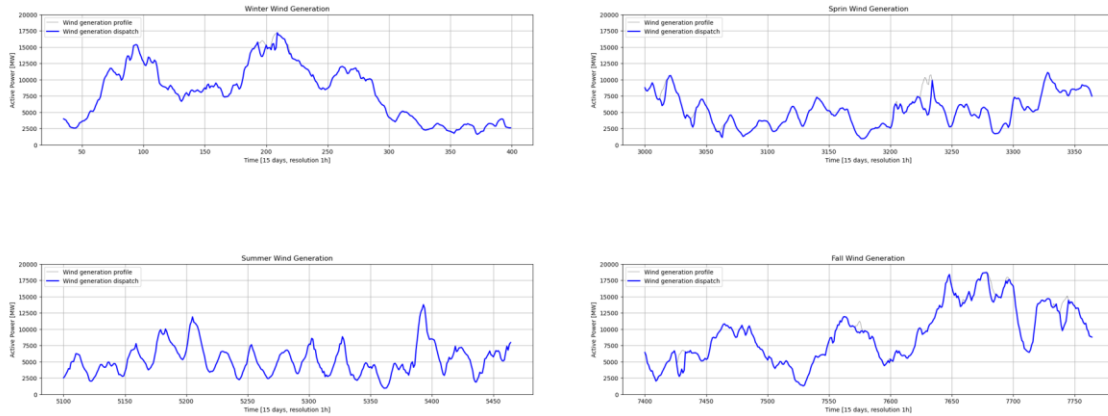 Winter Wind Generation
20000
17500
15000
12500
10000
7500
5000
2500
0
Active Power [MW]
Wind generation profile
Wind generation dispatch
50 100 150 200 250 300 350 400
Time [15 days, resolution 1h]
Sprin Wind Generation
20000
17500
15000
12500
10000
7500
5000
2500
0
Active Power [MW]
Wind generation profile
Wind generation dispatch
3000 3050 3100 3150 3200 3250 3300 3350
Time [15 days, resolution 1h]
Summer Wind Generation
20000
17500
15000
12500
10000
7500
5000
2500
0
Active Power [MW]
Wind generation profile
Wind generation dispatch
5100 5150 5200 5250 5300 5350 5400 5450
Time [15 days, resolution 1h]
Fall Wind Generation
20000
17500
15000
12500
10000
7500
5000
2500
0
Active Power [MW]
Wind generation profile
Wind generation dispatch
7400 7450 7500 7550 7600 7650 7700 7750
Time [15 days, resolution 1h]